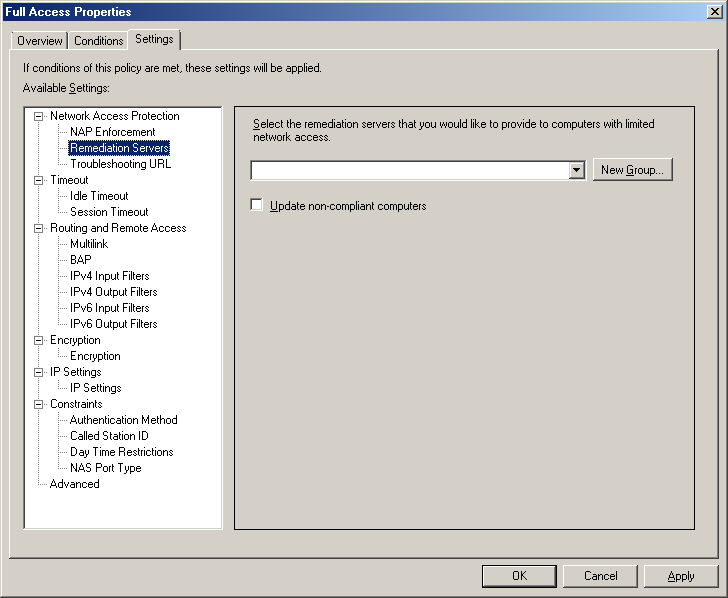 Full Access Properties
Overview
Conditions
Settings
If conditions of this policy are met, these settings will be applied.
Available Settings:
Network Access Protection
NAP Enforcement
Remediation Servers
Troubleshooting URL
Timeout
Idle Timeout
Session Timeout
Routing and Remote Access
Multilink
BAP
IPv4 Input Filters
IPv4 Output Filters
IPv6 Input Filters
IPv6 Output Filters
Encryption
Encryption
IP Settings
IP Settings
Constraints
Authentication Method
Called Station ID
Day Time Restrictions
NAS Port Type
Advanced
Select the remediation servers that you would like to provide to computers with limited
network access.
New Group...
Update non-compliant computers
OK
Cancel
Apply